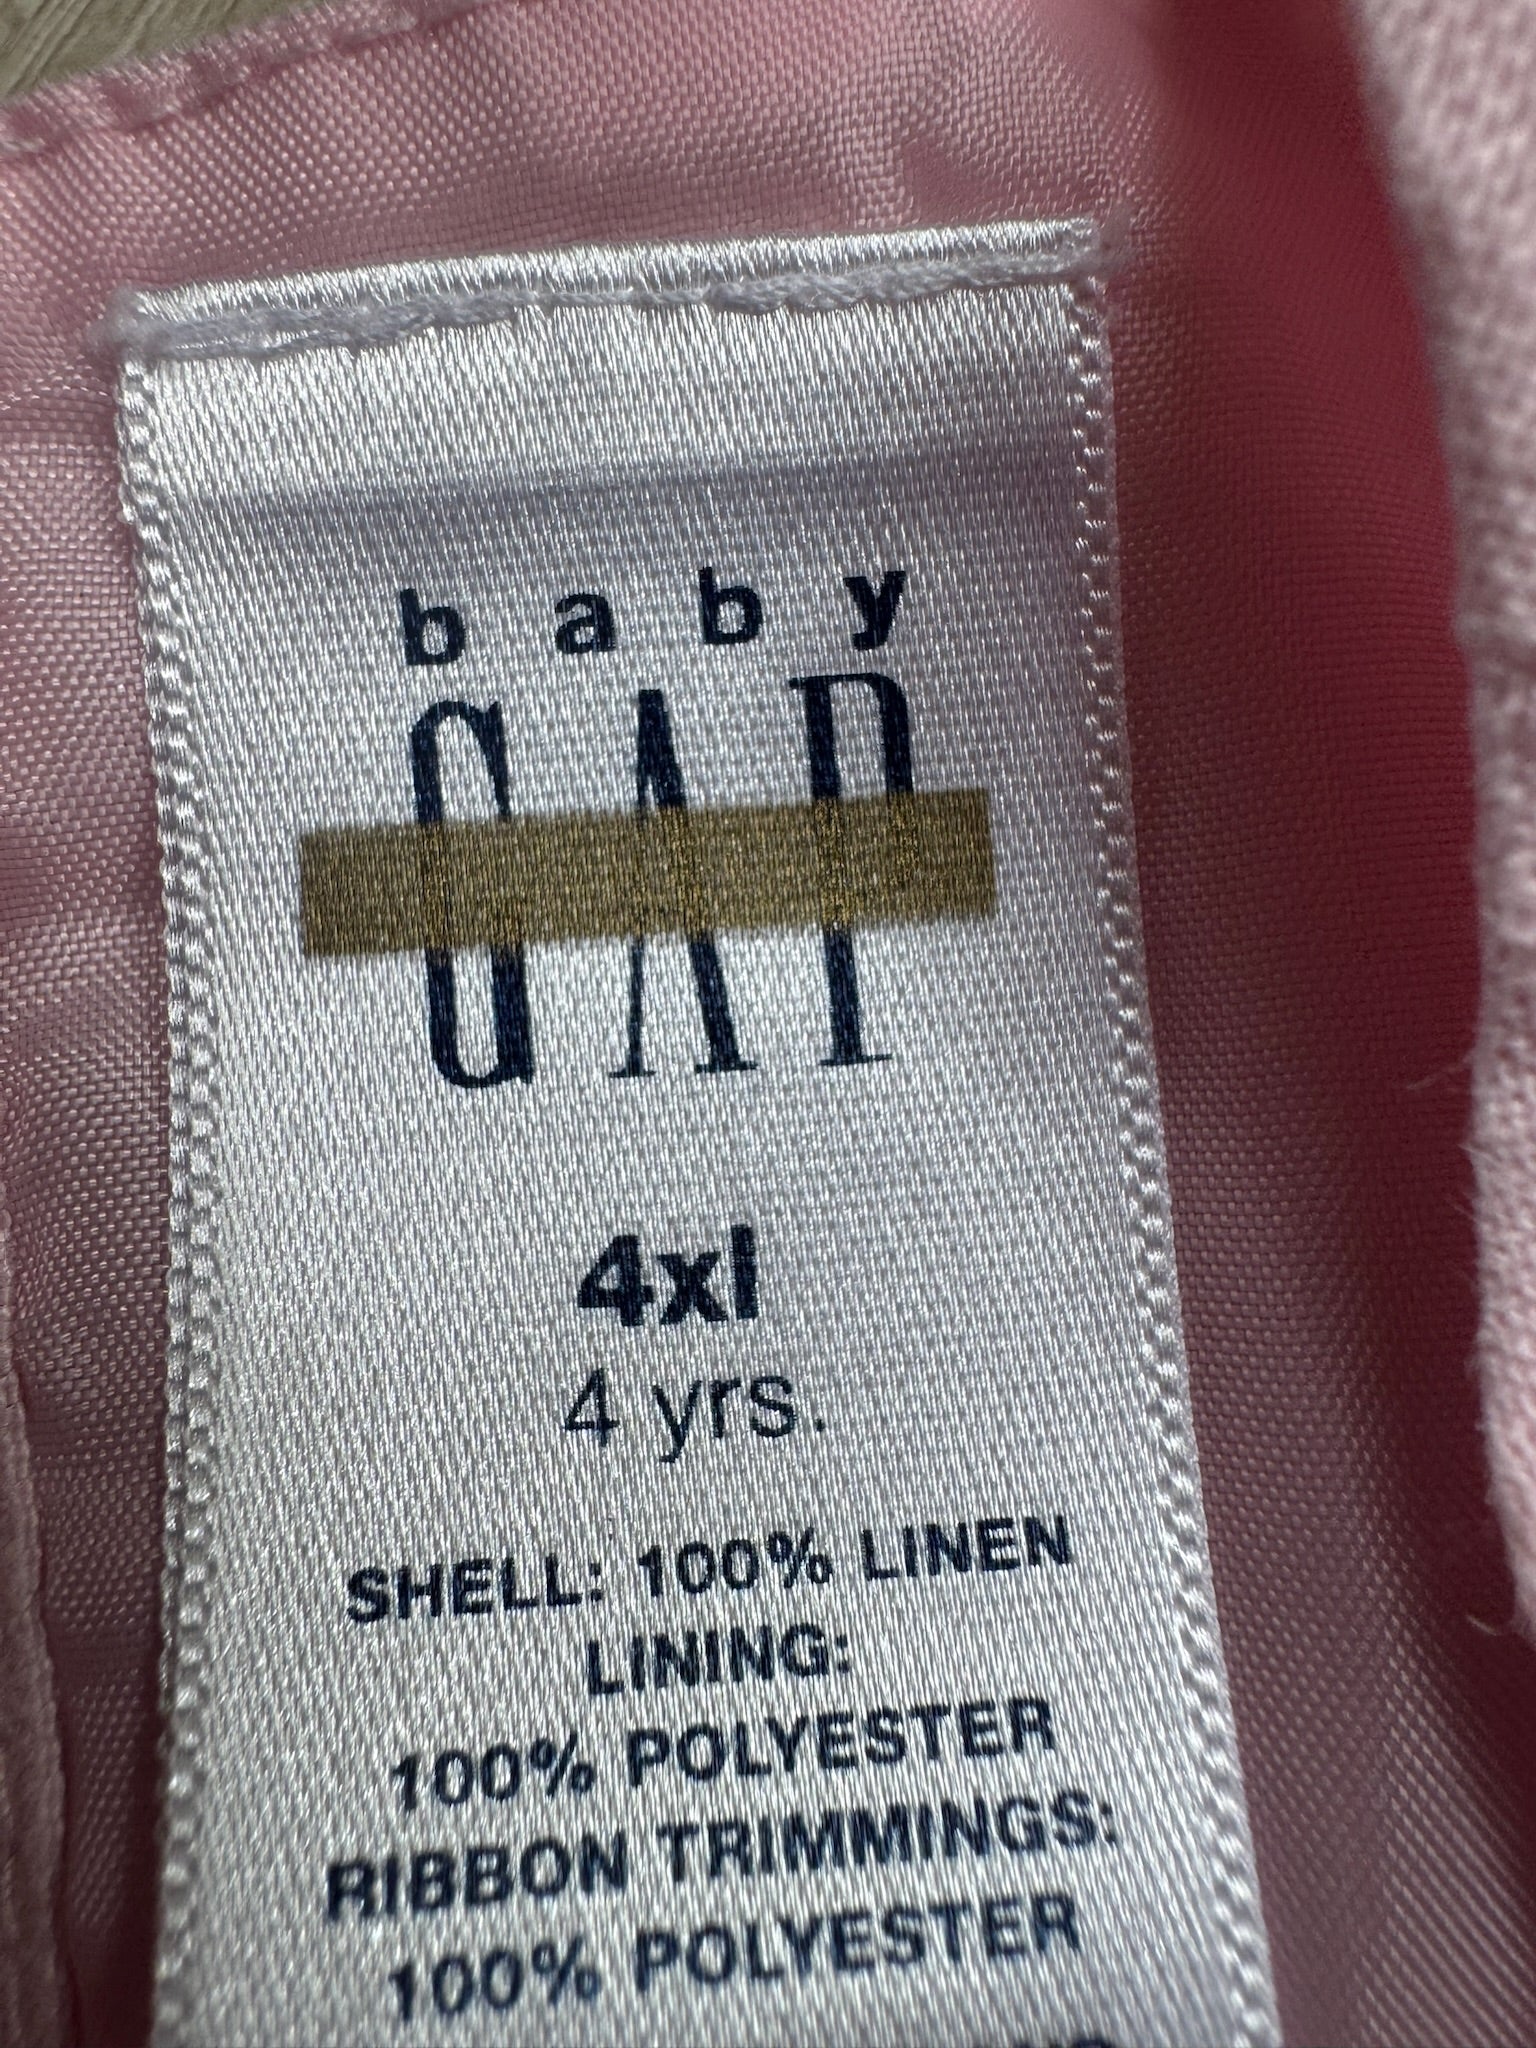 baby
GAP
4xl
4 yrs.
SHELL: 100% LINEN
LINING:
100% POLYESTER
RIBBON TRIMMINGS:
100% POLYESTER